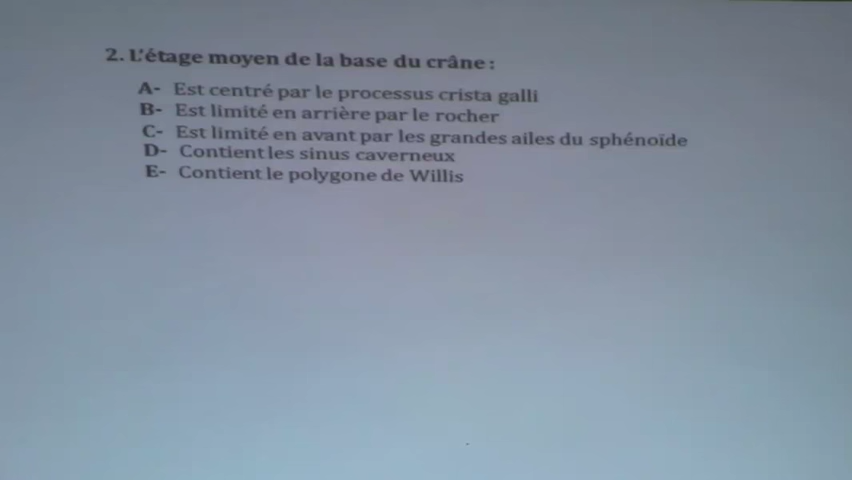 2. L'étage moyen de la base du crâne :
A- Est centré par le processus crista galli
B- Est limité en arrière par le rocher
C- Est limité en avant par les grandes ailes du sphénoïde
D- Contient les sinus caverneux
E- Contient le polygone de Willis